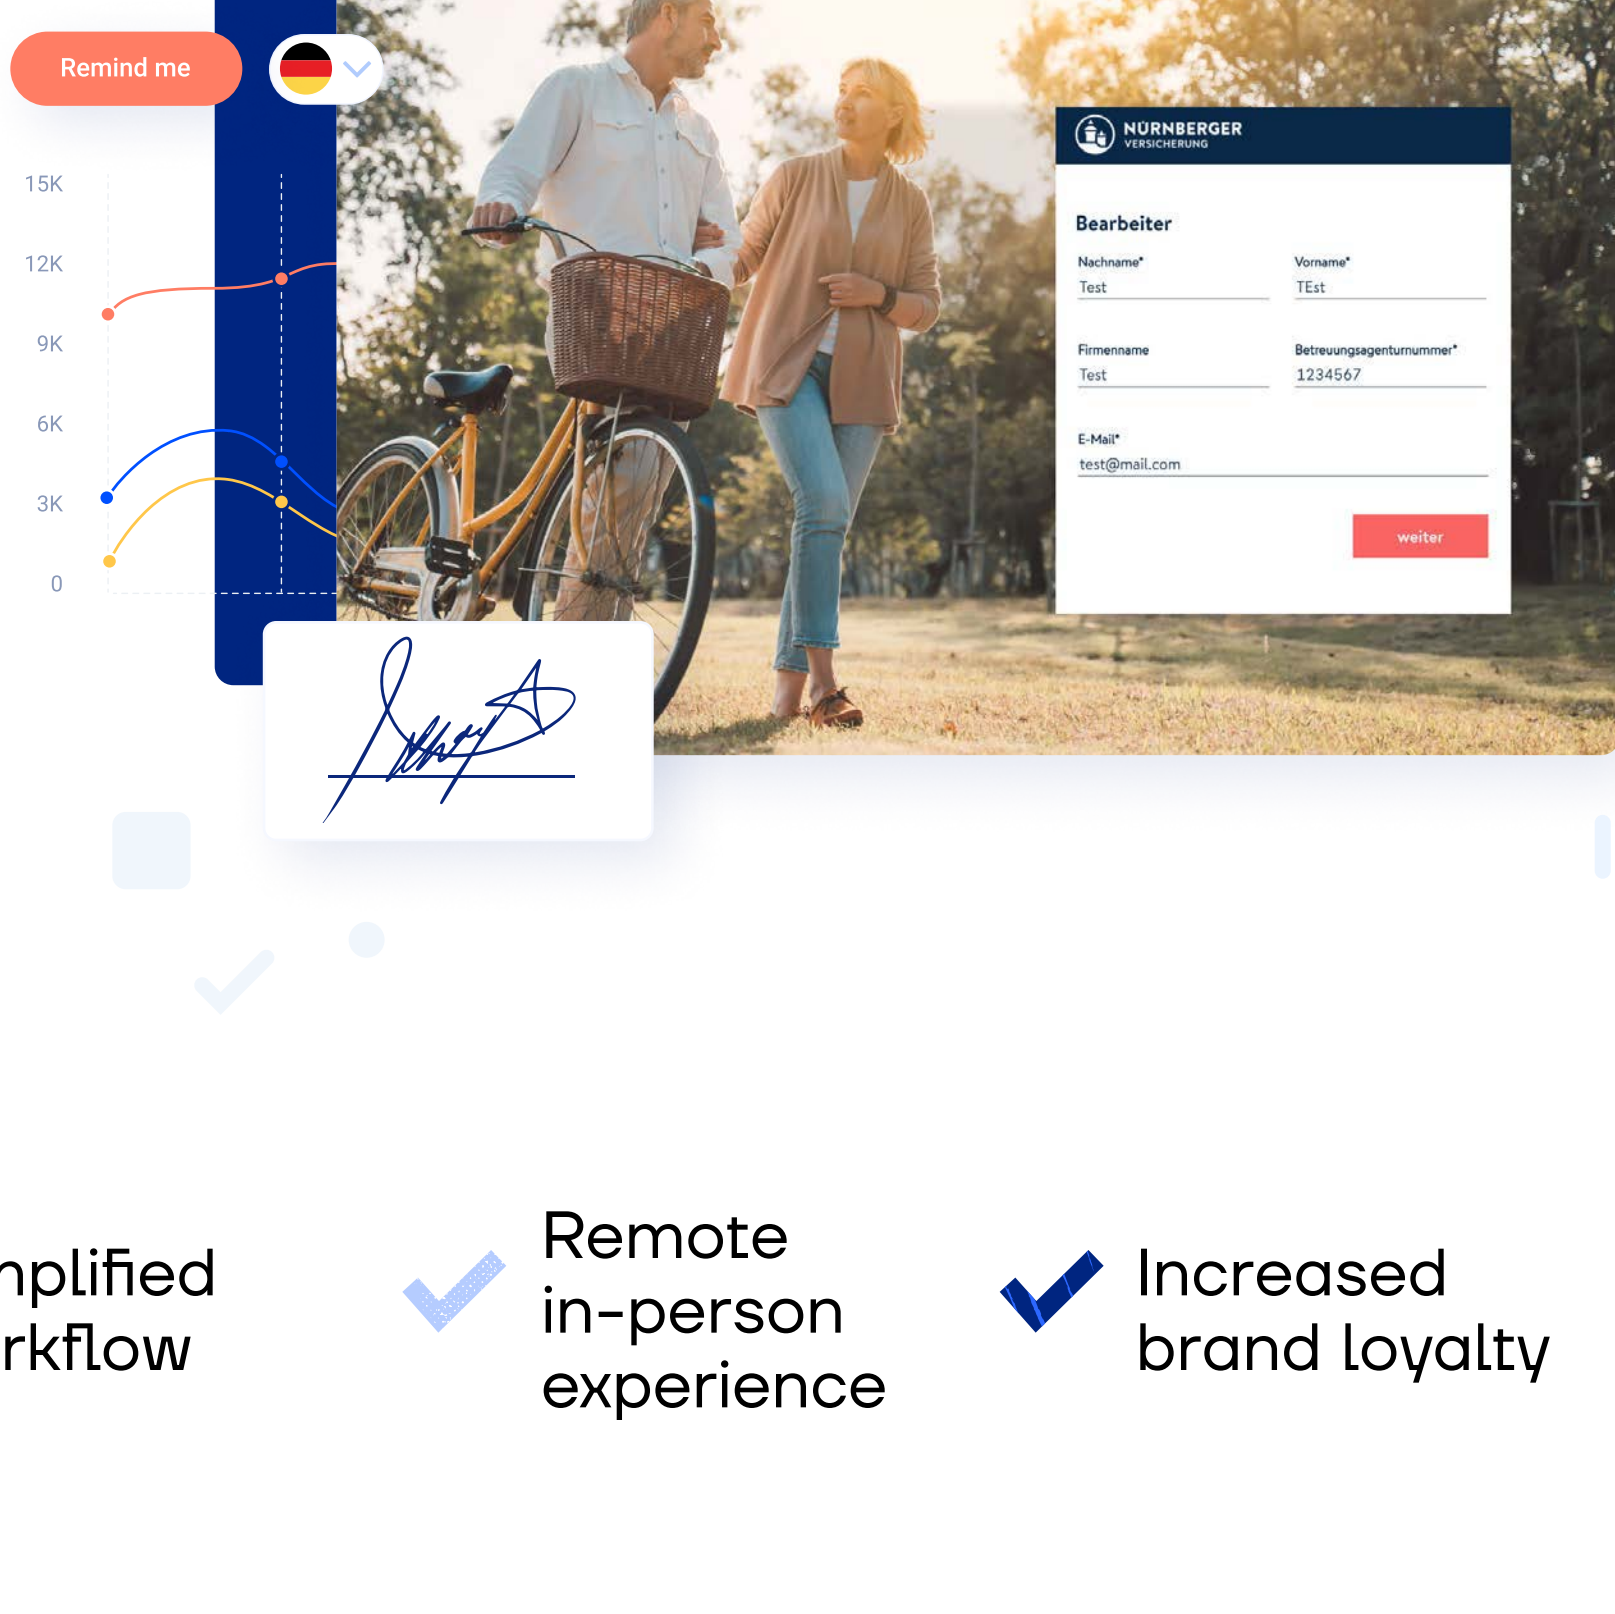 Remind me
15K
12K
9K
6K
3K
0
NÜRNBERGER
VERSICHERUNG
Bearbeiter
Nachname* Vorname*
Test TEst
Firmenname Betreuungsagenturnummer*
Test 1234567
E-Mail*
test@mail.com
weiter
mplified
rkflow
Remote
in-person
experience
Increased
brand loyalty